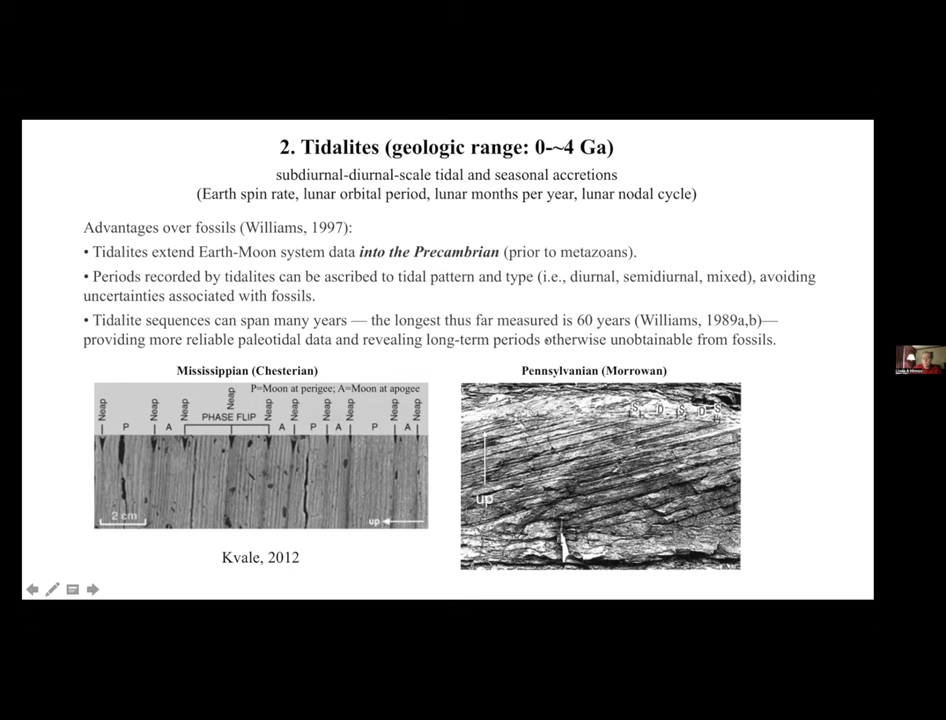 2. Tidalites (geologic range: 0-~4 Ga)
subdiurnal-diurnal-scale tidal and seasonal accretions
(Earth spin rate, lunar orbital period, lunar months per year, lunar nodal cycle)
Advantages over fossils (Williams, 1997):
• Tidalites extend Earth-Moon system data into the Precambrian (prior to metazoans).
• Periods recorded by tidalites can be ascribed to tidal pattern and type (i.e., diurnal, semidiurnal, mixed), avoiding
uncertainties associated with fossils.
• Tidalite sequences can span many years — the longest thus far measured is 60 years (Williams, 1989a,b)—
providing more reliable paleotidal data and revealing long-term periods otherwise unobtainable from fossils.
Mississippian (Chesterian)
P=Moon at perigee; A=Moon at apogee
Neap Neap Neap Neap Neap Neap Neap Neap Neap Neap
PHASE FLIP
P A A P A P A
2 cm
up
Kvale, 2012
Pennsylvanian (Morrowan)
S D S D S
up